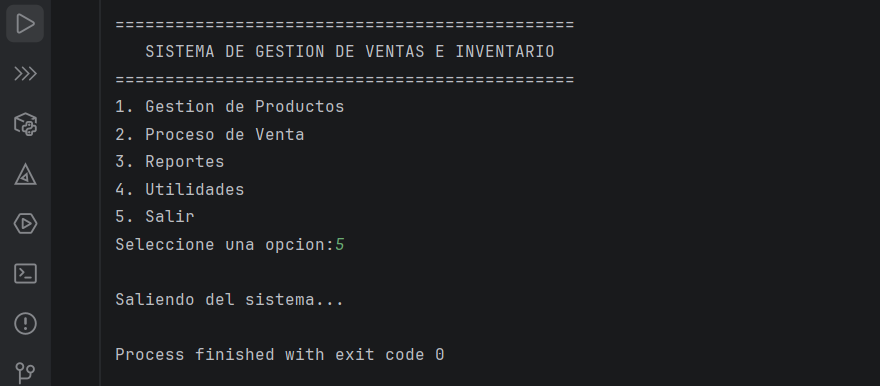 ==============================================
SISTEMA DE GESTION DE VENTAS E INVENTARIO
==============================================
1. Gestion de Productos
2. Proceso de Venta
3. Reportes
4. Utilidades
5. Salir
Seleccione una opcion:5
Saliendo del sistema...
Process finished with exit code 0